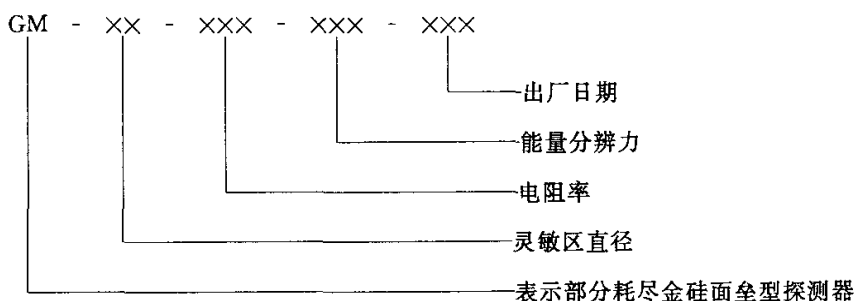 GM - ×× - ××× - ××× - ×××
出厂日期
能量分辨力
电阻率
灵敏区直径
表示部分耗尽金硅面垒型探测器